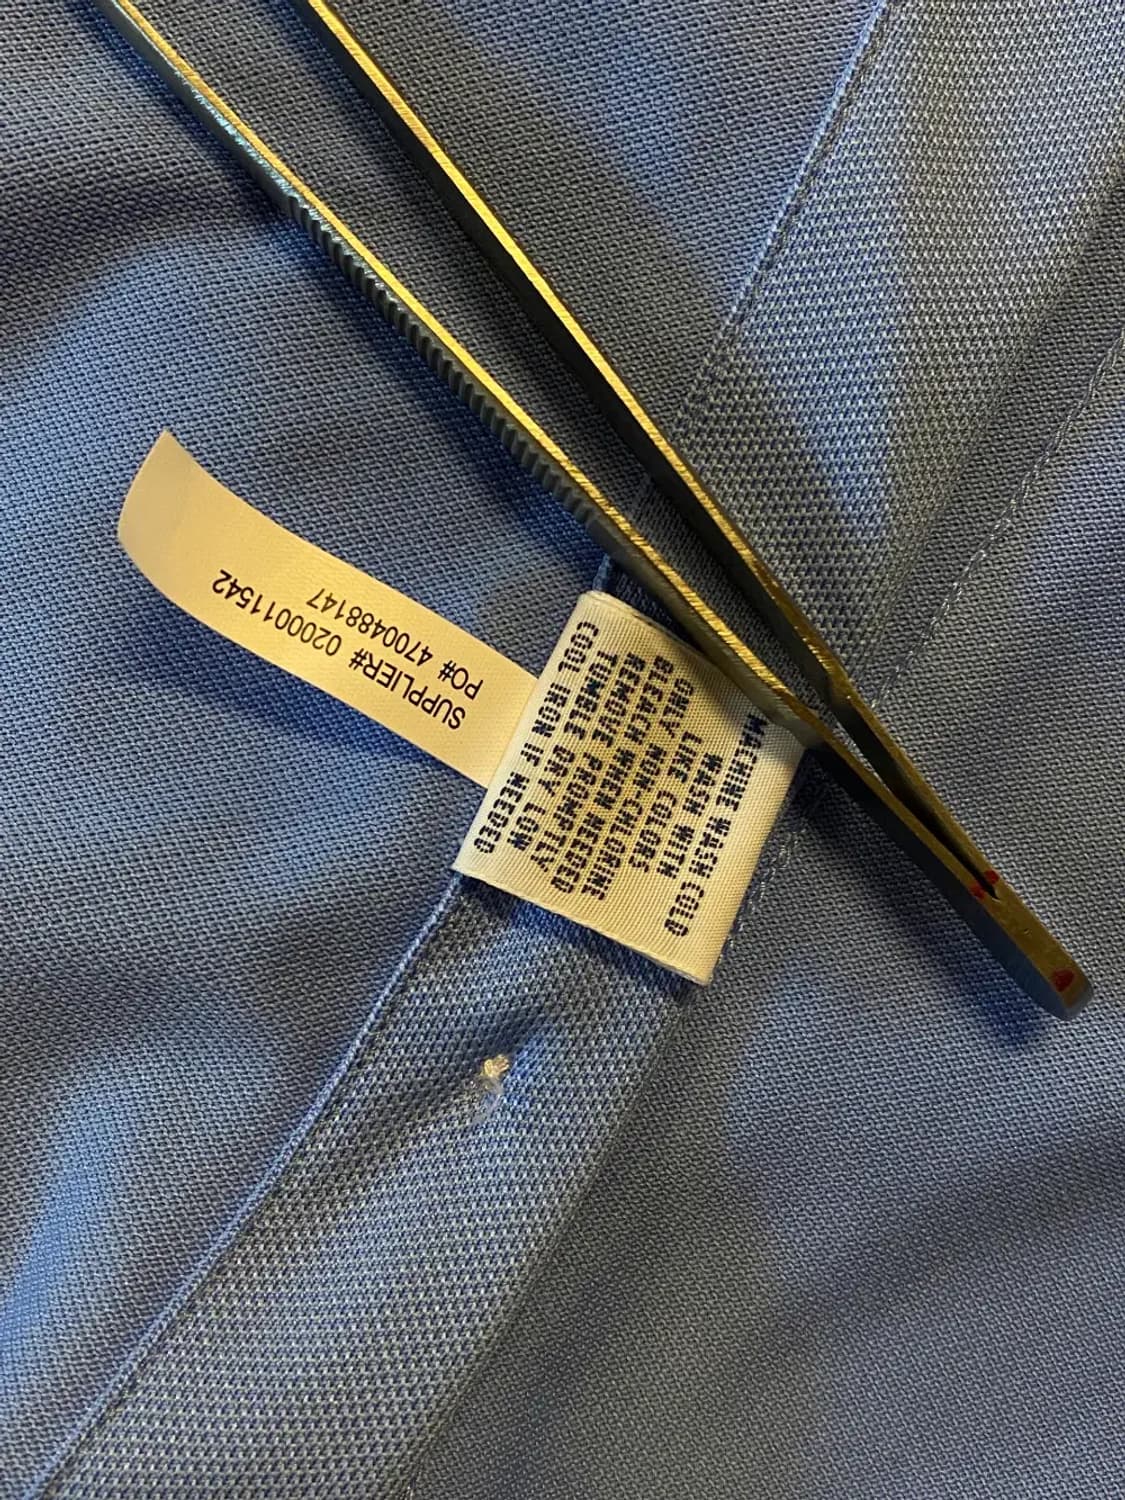 SUPPLIER# 0200011542
PO# 4700488147
MACHINE WASH COLD
WASH WITH
LIKE COLORS
ONLY NON-CHLORINE
BLEACH WHEN NEEDED
REMOVE PROMPTLY
TUMBLE DRY LOW
COOL IRON IF NEEDED